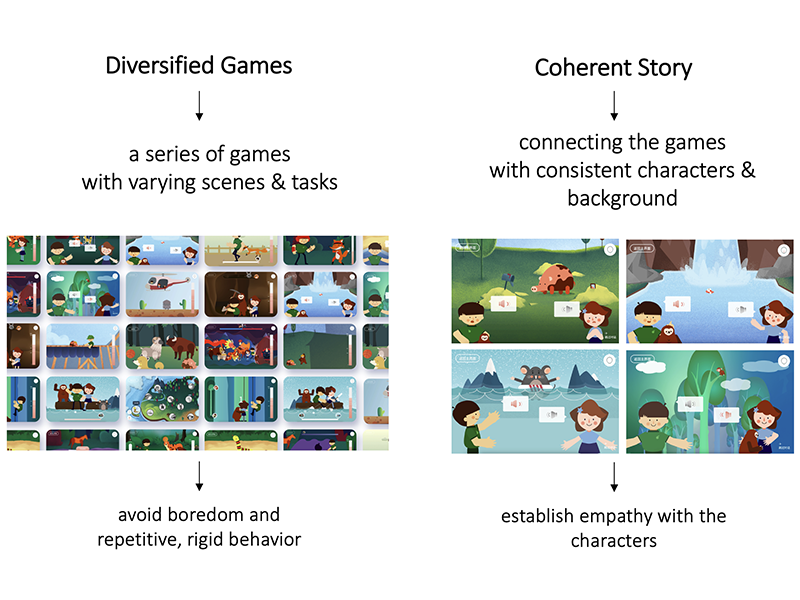 Diversified Games
a series of games
with varying scenes & tasks
avoid boredom and
repetitive, rigid behavior
Coherent Story
connecting the games
with consistent characters &
background
establish empathy with the
characters